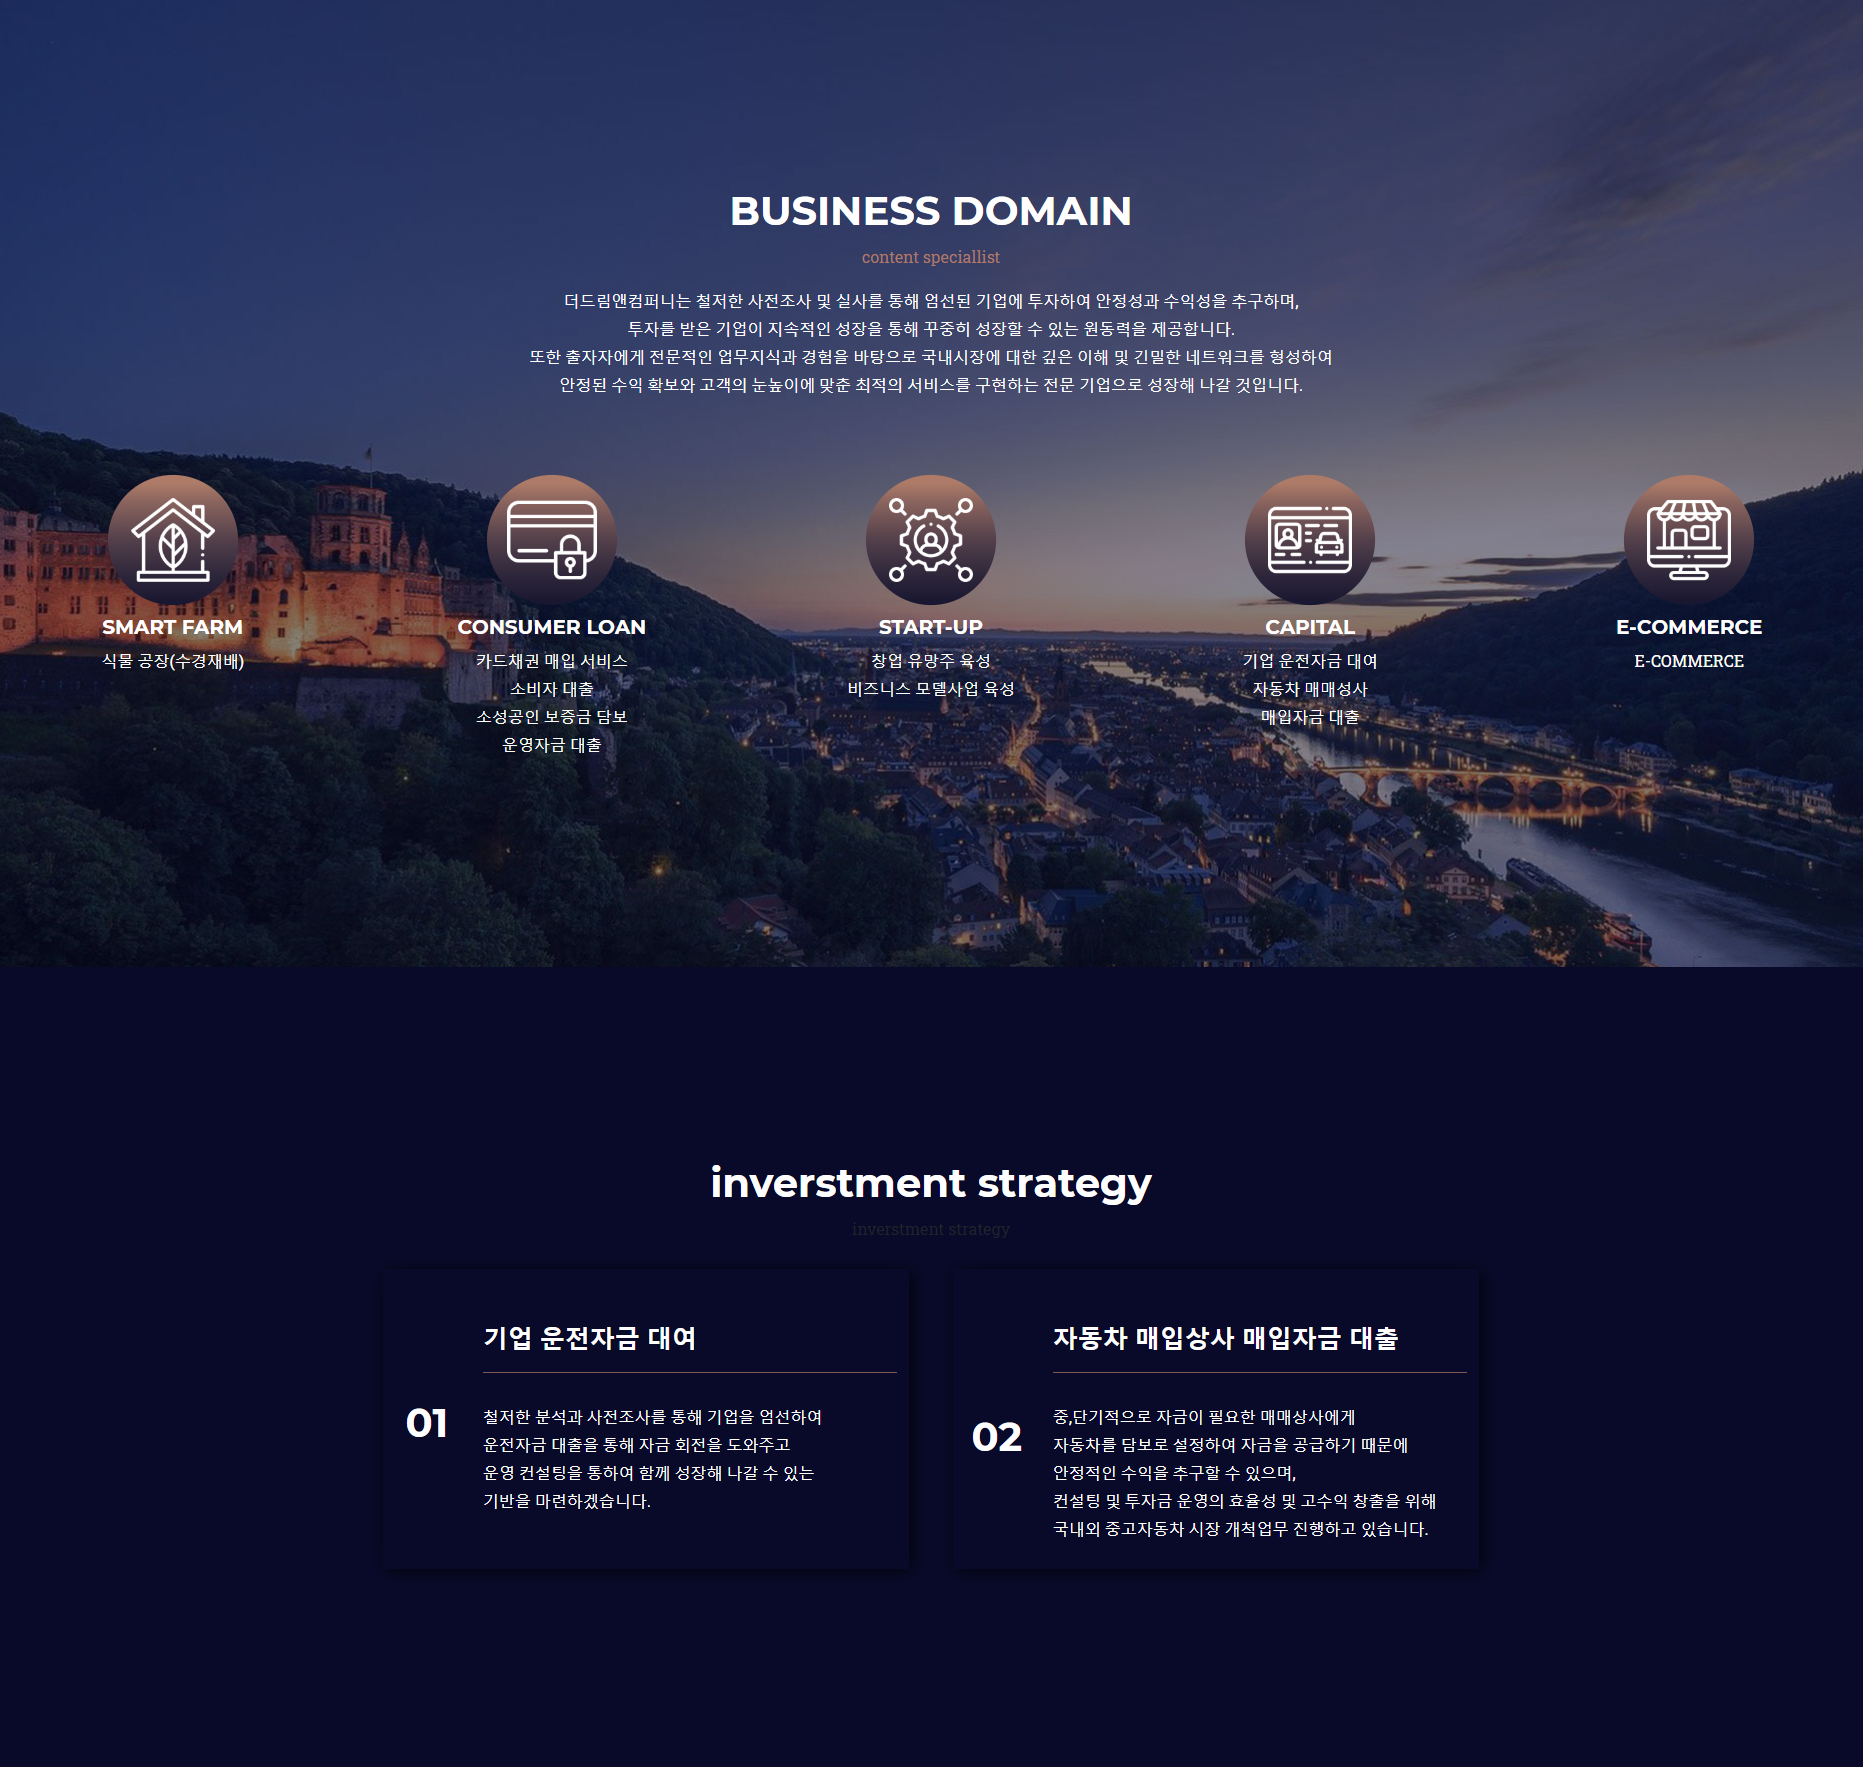 BUSINESS DOMAIN
content speciallist
더드림앤컴퍼니는 철저한 사전조사 및 실사를 통해 엄선된 기업에 투자하여 안정성과 수익성을 추구하며,
투자를 받은 기업이 지속적인 성장을 통해 꾸중히 성장할 수 있는 원동력을 제공합니다.
또한 출자자에게 전문적인 업무지식과 경험을 바탕으로 국내시장에 대한 깊은 이해 및 긴밀한 네트워크를 형성하여
안정된 수익 확보와 고객의 눈높이에 맞춘 최적의 서비스를 구현하는 전문 기업으로 성장해 나갈 것입니다.
SMART FARM
식물 공장(수경재배)
CONSUMER LOAN
카드채권 매입 서비스
소비자 대출
소성공인 보증금 담보
운영자금 대출
START-UP
창업 유망주 육성
비즈니스 모델사업 육성
CAPITAL
기업 운전자금 대여
자동차 매매성사
매입자금 대출
E-COMMERCE
E-COMMERCE
inverstment strategy
inverstment strategy
01
기업 운전자금 대여
철저한 분석과 사전조사를 통해 기업을 엄선하여
운전자금 대출을 통해 자금 회전을 도와주고
운영 컨설팅을 통하여 함께 성장해 나갈 수 있는
기반을 마련하겠습니다.
02
자동차 매입상사 매입자금 대출
중,단기적으로 자금이 필요한 매매상사에게
자동차를 담보로 설정하여 자금을 공급하기 때문에
안정적인 수익을 추구할 수 있으며,
컨설팅 및 투자금 운영의 효율성 및 고수익 창출을 위해
국내외 중고자동차 시장 개척업무 진행하고 있습니다.